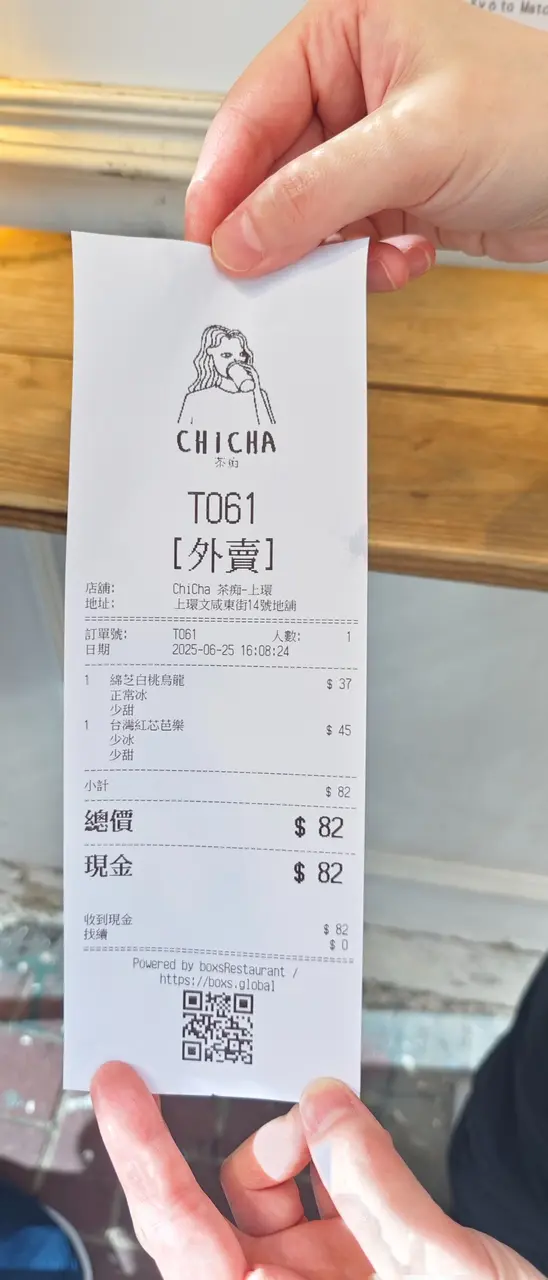 to Matc
CHICHA
茶痴
T061
[外賣]
店舖: ChiCha 茶痴-上環
地址: 上環文咸東街14號地舖
訂單號: T061 人數: 1
日期 2025-06-25 16:08:24
1 綿芝白桃烏龍 $ 37
正常冰
少甜
1 台灣紅芯芭樂 $ 45
少冰
少甜
小計 $ 82
總價 $ 82
現金 $ 82
收到現金 $ 82
找續 $ 0
Powered by boxsRestaurant /
https://boxs.global